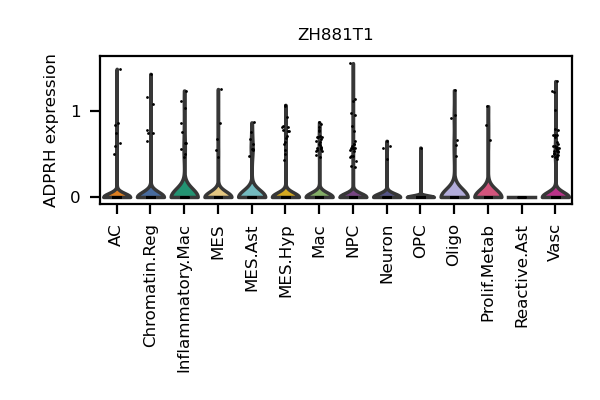 ZH881T1
ADPRH expression
1
0
AC
Chromatin.Reg
Inflammatory.Mac
MES
MES.Ast
MES.Hyp
Mac
NPC
Neuron
OPC
Oligo
Prolif.Metab
Reactive.Ast
Vasc